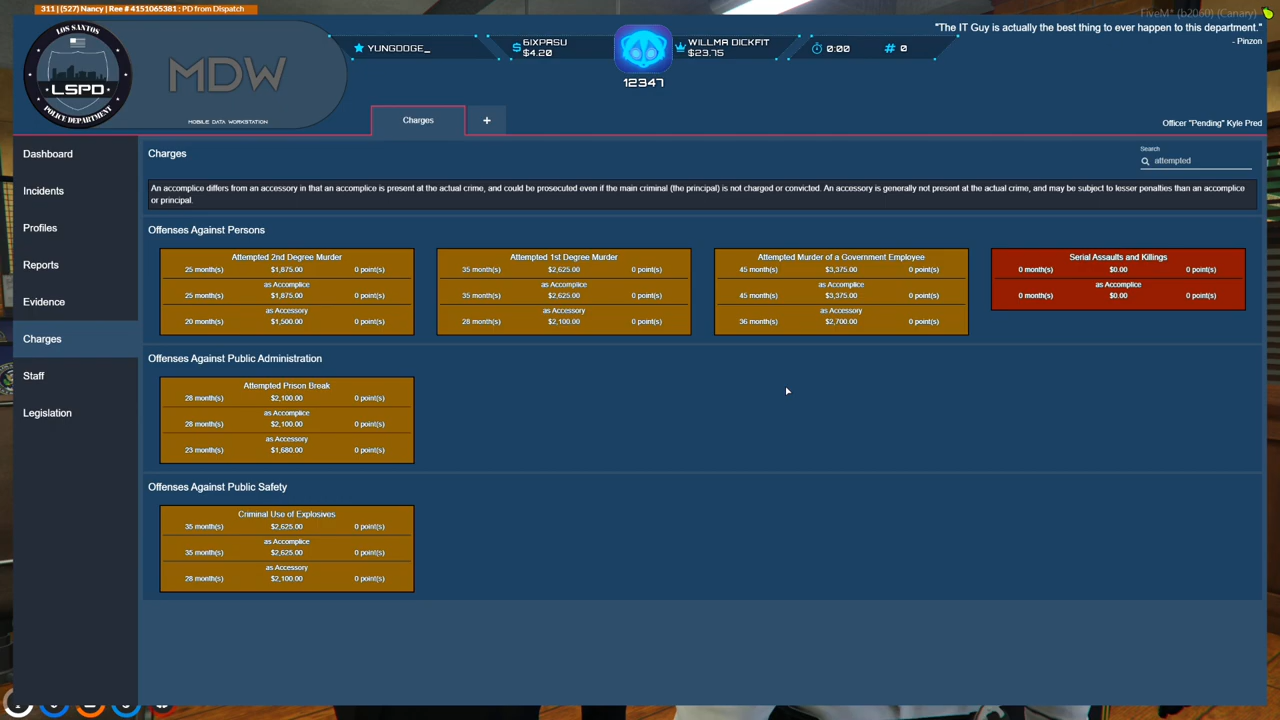 311 | (527) Nancy | Ree # 4151065381 : PD from Dispatch
FiveM* (b2060) (Canary)
"The IT Guy is actually the best thing to ever happen to this department."
- Pinzon
LOS SANTOS
LSPD
POLICE DEPARTMENT
MDW
MOBILE DATA WORKSTATION
YUNGDOGE_
6IXPASU
$4.20
WILLMA DICKFIT
$23.75
0:00
# 0
12347
Charges
+
Officer "Pending" Kyle Pred
Dashboard
Incidents
Profiles
Reports
Evidence
Charges
Staff
Legislation
Charges
Search
attempted
An accomplice differs from an accessory in that an accomplice is present at the actual crime, and could be prosecuted even if the main criminal (the principal) is not charged or convicted. An accessory is generally not present at the actual crime, and may be subject to lesser penalties than an accomplice
or principal.
Offenses Against Persons
Attempted 2nd Degree Murder
25 month(s) $1,875.00 0 point(s)
as Accomplice
25 month(s) $1,875.00 0 point(s)
as Accessory
20 month(s) $1,500.00 0 point(s)
Attempted 1st Degree Murder
35 month(s) $2,625.00 0 point(s)
as Accomplice
35 month(s) $2,625.00 0 point(s)
as Accessory
28 month(s) $2,100.00 0 point(s)
Attempted Murder of a Government Employee
45 month(s) $3,375.00 0 point(s)
as Accomplice
45 month(s) $3,375.00 0 point(s)
as Accessory
36 month(s) $2,700.00 0 point(s)
Serial Assaults and Killings
0 month(s) $0.00 0 point(s)
as Accomplice
0 month(s) $0.00 0 point(s)
Offenses Against Public Administration
Attempted Prison Break
28 month(s) $2,100.00 0 point(s)
as Accomplice
28 month(s) $2,100.00 0 point(s)
as Accessory
23 month(s) $1,680.00 0 point(s)
Offenses Against Public Safety
Criminal Use of Explosives
35 month(s) $2,625.00 0 point(s)
as Accomplice
35 month(s) $2,625.00 0 point(s)
as Accessory
28 month(s) $2,100.00 0 point(s)